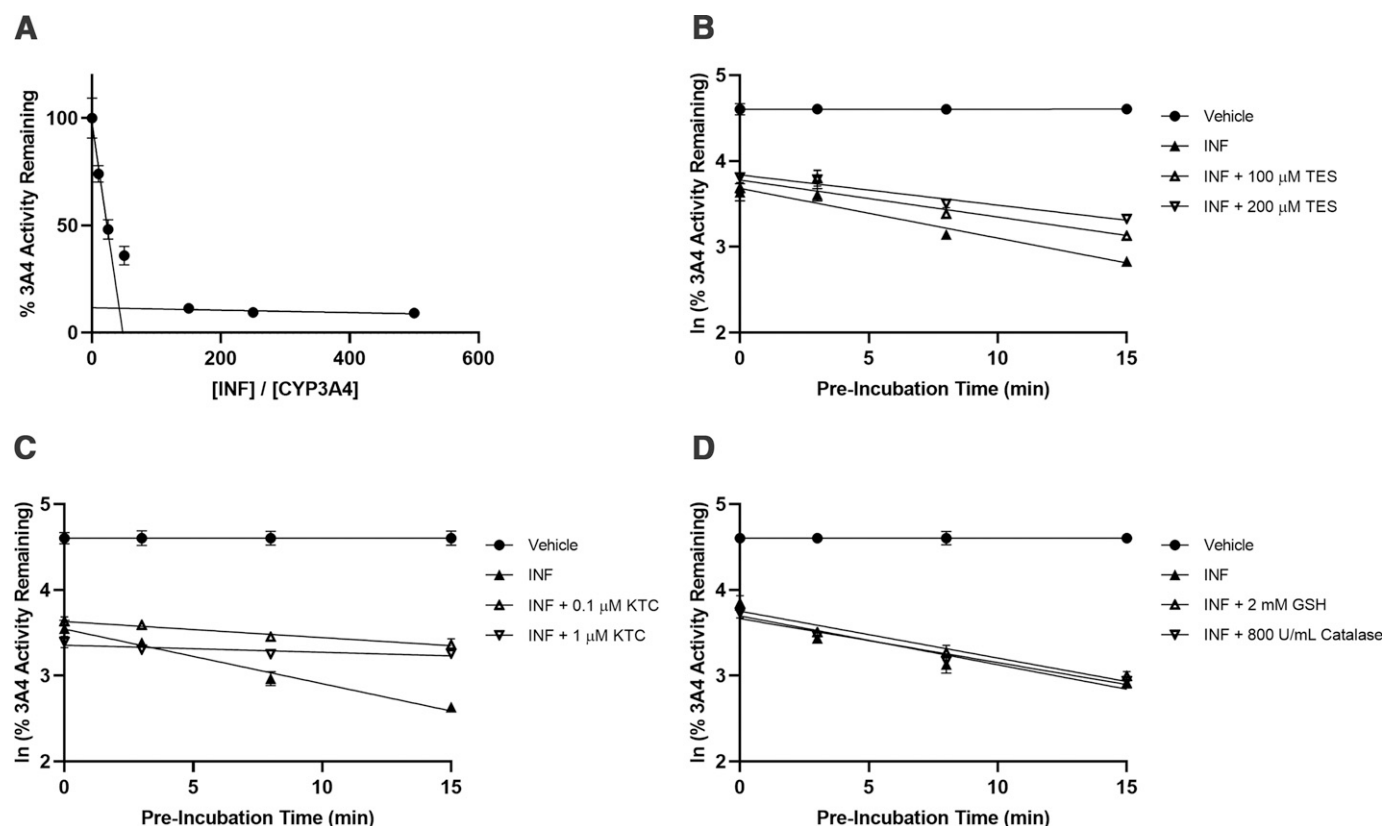 A
% 3A4 Activity Remaining
100
50
0
0 200 400 600
[INF] / [CYP3A4]
B
ln (% 3A4 Activity Remaining)
5
4
3
2
0 5 10 15
Pre-Incubation Time (min)
Vehicle
INF
INF + 100 μM TES
INF + 200 μM TES
C
ln (% 3A4 Activity Remaining)
5
4
3
2
0 5 10 15
Pre-Incubation Time (min)
Vehicle
INF
INF + 0.1 μM KTC
INF + 1 μM KTC
D
ln (% 3A4 Activity Remaining)
5
4
3
2
0 5 10 15
Pre-Incubation Time (min)
Vehicle
INF
INF + 2 mM GSH
INF + 800 U/mL Catalase